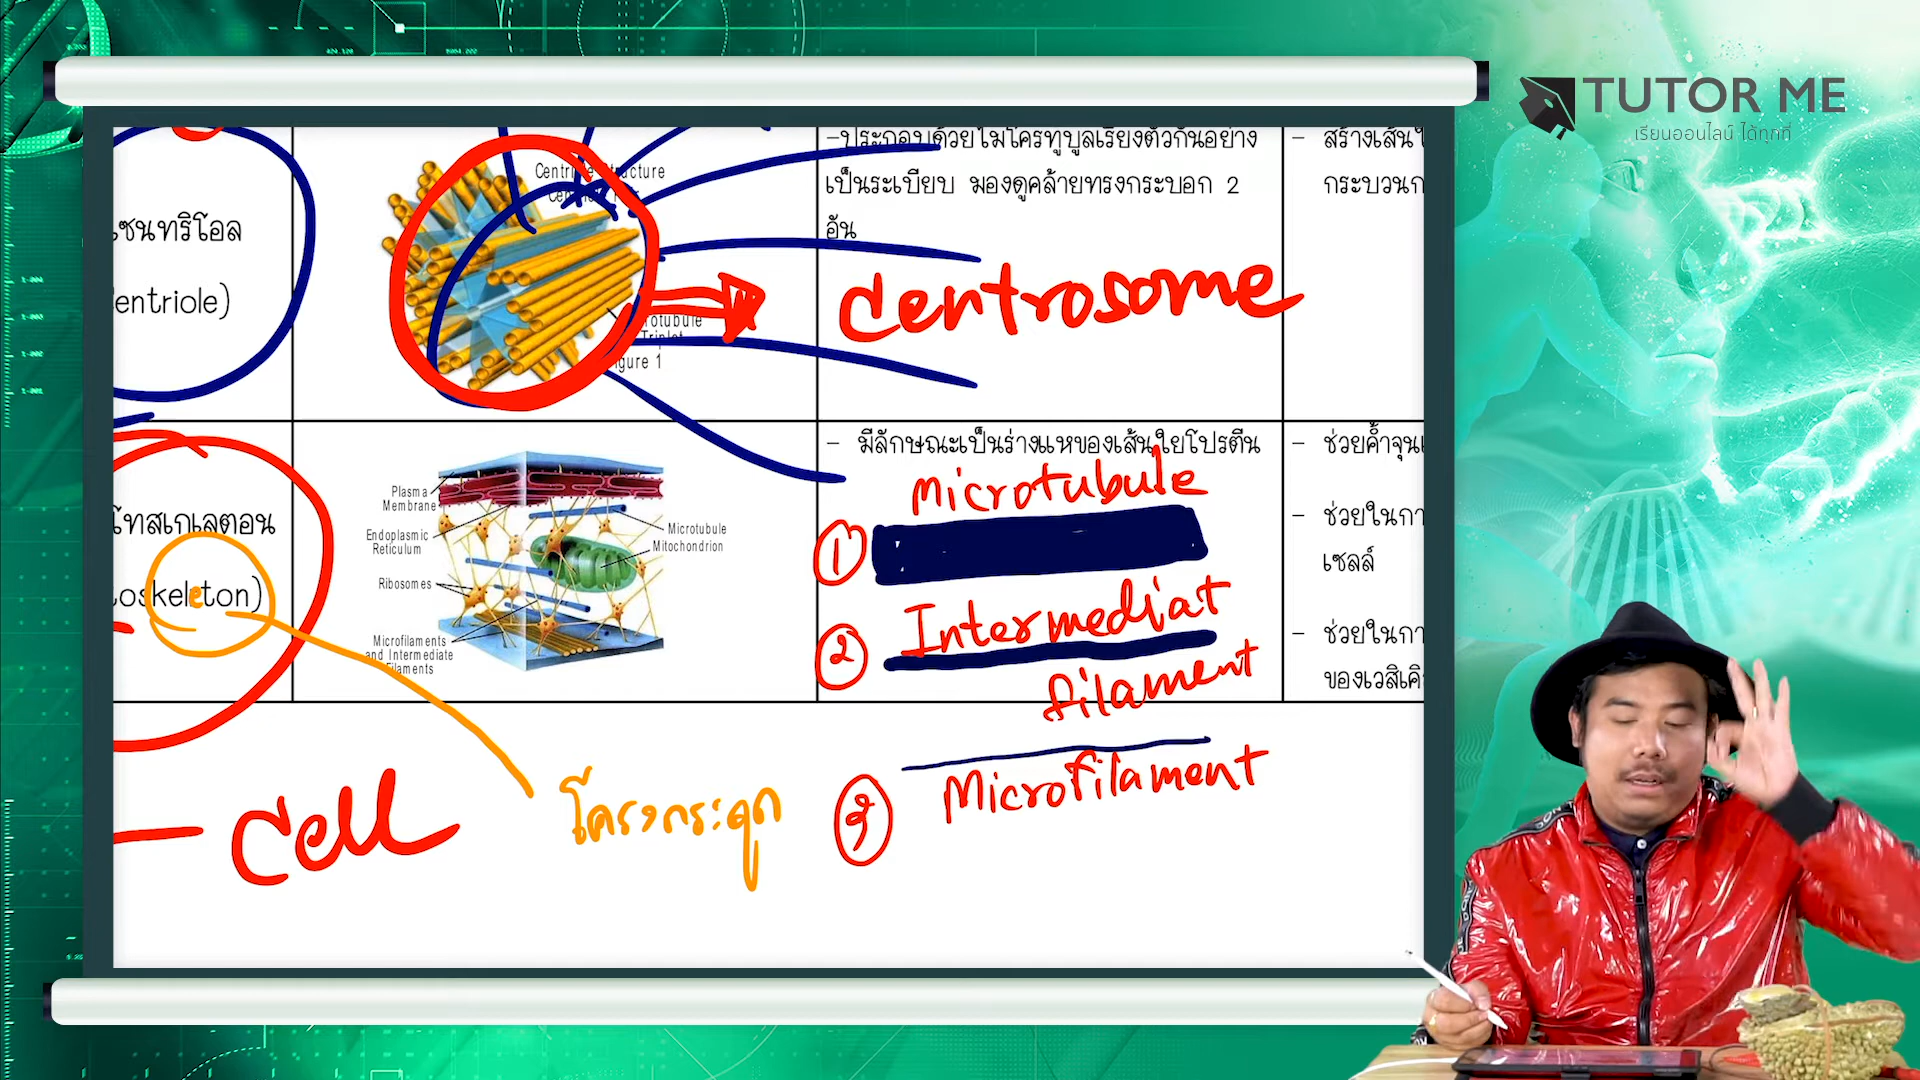 TUTOR ME
เรียนออนไลน์ ได้ทุกที่
เซนทริโอล
entriole)
Microtubule
Triplet
gure 1
-ประกอบด้วยไมโครทูบูลเรียงตัวกันอย่าง
เป็นระเบียบ มองดูคล้ายทรงกระบอก 2
อัน
- สร้างเส้นใ
กระบวนก
centrosome
โทสเกเลตอน
oskeleton)
Plasma
Membrane
Endoplasmic
Reticulum
Ribosomes
Microfilaments
and Intermediate
Filaments
Microtubule
Mitochondrion
- มีลักษณะเป็นร่างแหของเส้นใยโปรตีน
Microtubule
1
2 Intermediat
filament
3 Microfilament
- ช่วยค้ำจุน
- ช่วยในกา
เซลล์
- ช่วยในกา
ของเวสิเคิ
Cell
โครงกระดูก